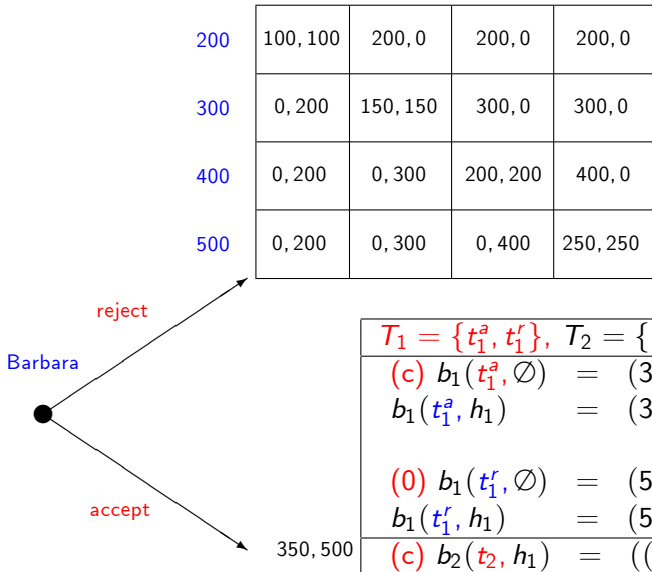 200 100, 100 200, 0 200, 0 200, 0
300 0, 200 150, 150 300, 0 300, 0
400 0, 200 0, 300 200, 200 400, 0
500 0, 200 0, 300 0, 400 250, 250
reject
Barbara
accept
350, 500
T₁ = {t₁ᵃ, t₁ʳ}, T₂ = {
(c) b₁(t₁ᵃ, ∅) = (3
b₁(t₁ᵃ, h₁) = (3
(0) b₁(t₁ʳ, ∅) = (5
b₁(t₁ʳ, h₁) = (5
(c) b₂(t₂, h₁) = ((